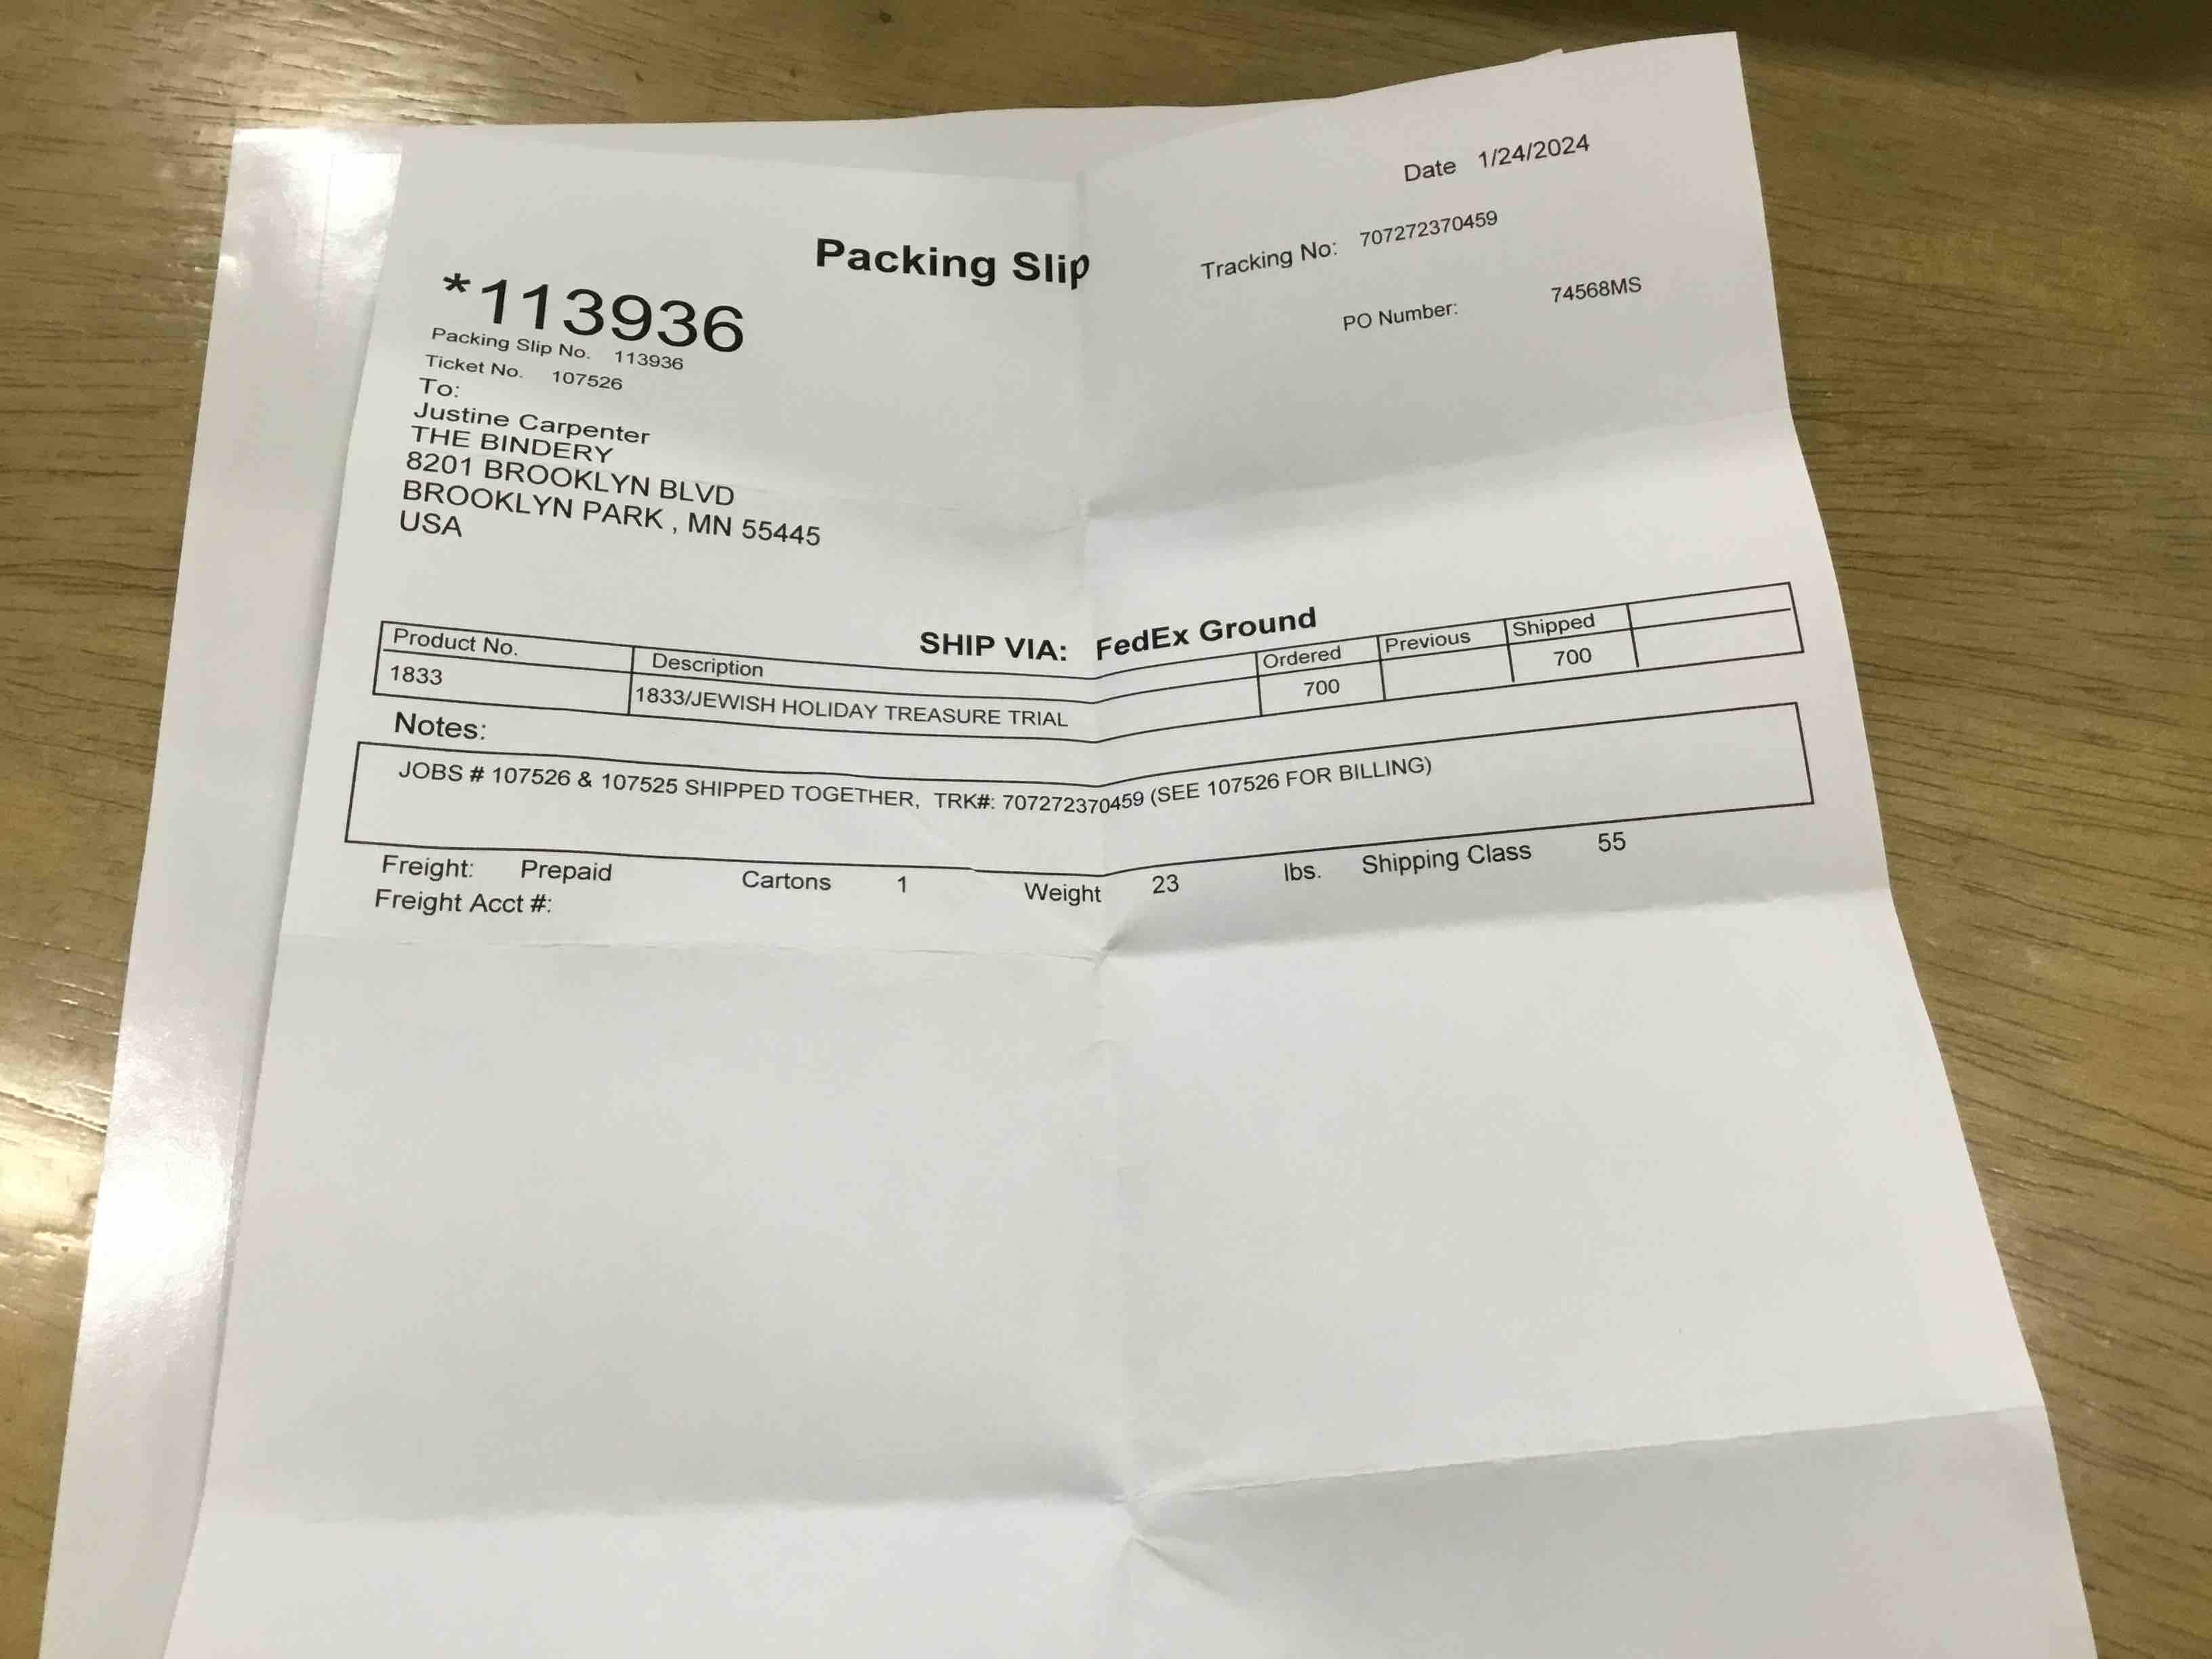 Date 1/24/2024
Packing Slip
Tracking No: 707272370459
*113936
PO Number: 74568MS
Packing Slip No. 113936
Ticket No. 107526
To:
Justine Carpenter
THE BINDERY
8201 BROOKLYN BLVD
BROOKLYN PARK , MN 55445
USA
SHIP VIA: FedEx Ground
Product No. Description Ordered Previous Shipped
1833 1833/JEWISH HOLIDAY TREASURE TRIAL 700 700
Notes:
JOBS # 107526 & 107525 SHIPPED TOGETHER, TRK#: 707272370459 (SEE 107526 FOR BILLING)
Freight: Prepaid Cartons 1 Weight 23 lbs. Shipping Class 55
Freight Acct #: